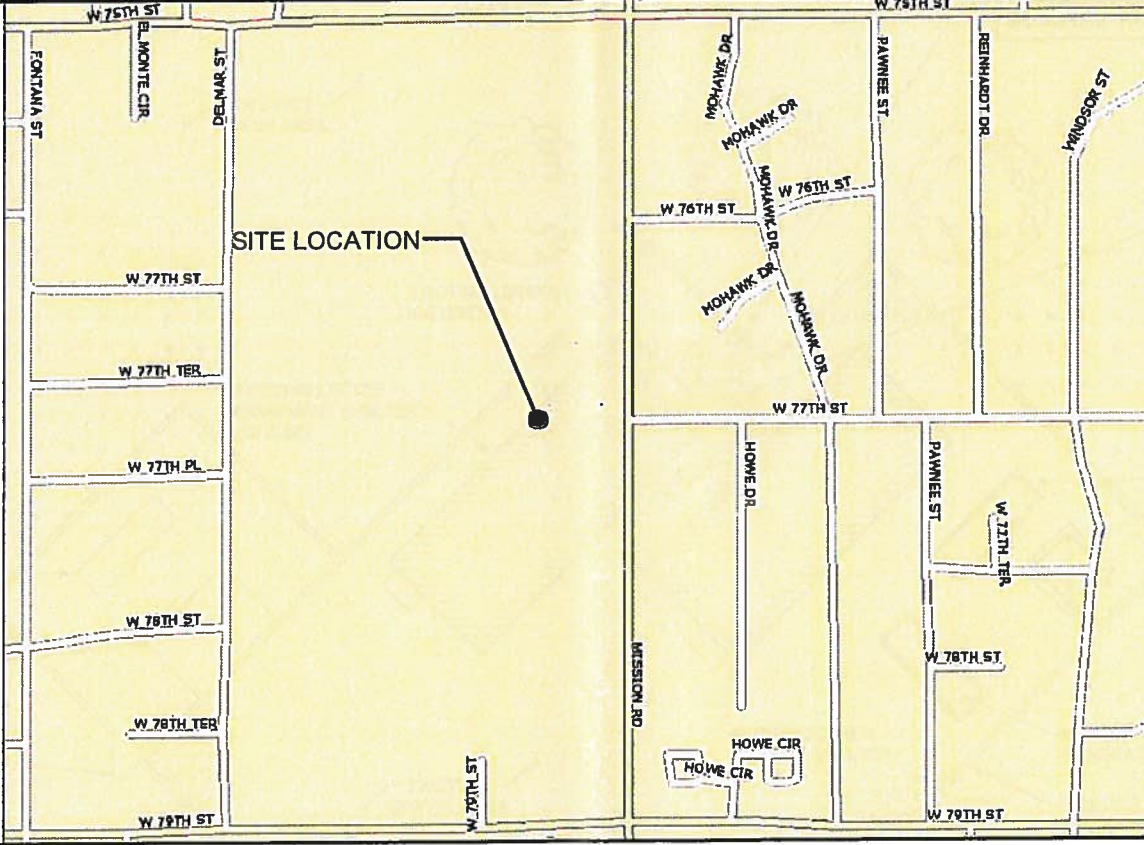 W 75TH ST
W 75TH ST
FONTANA ST
EL MONTE CIR
DELMAR ST
MOHAWK DR
MOHAWK DR
PAWNEE ST
REINHARDT DR
WINDSOR ST
MOHAWK DR
W 76TH ST
W 76TH ST
SITE LOCATION
W 77TH ST
MOHAWK DR
MOHAWK DR
W 77TH TER
W 77TH ST
W 77TH PL
HOWE DR
PAWNEE ST
W 77TH TER
W 78TH ST
MISSION RD
W 78TH ST
W 78TH TER
HOWE CIR
HOWE CIR
W 79TH ST
W 79TH ST
W 79TH ST